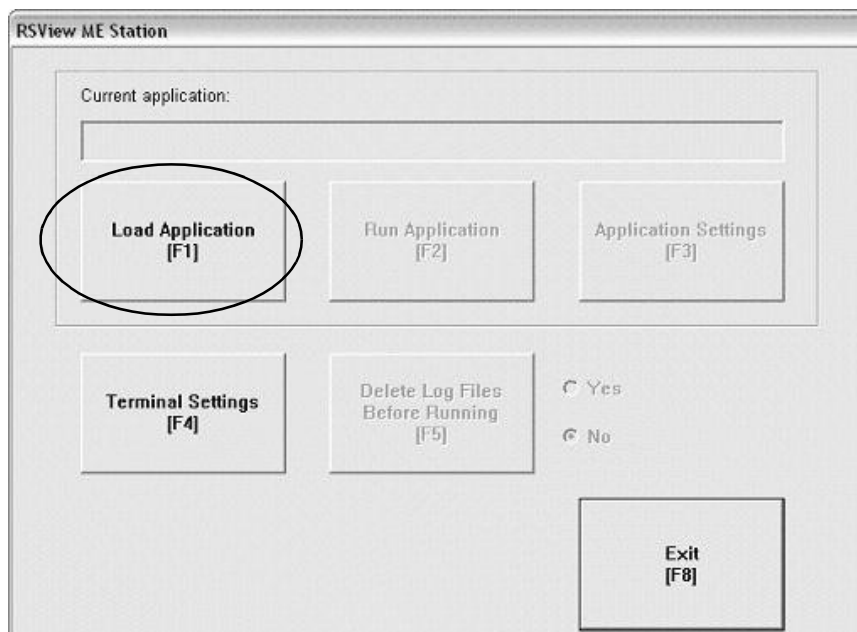 RSView ME Station
Current application:
Load Application
[F1]
Run Application
[F2]
Application Settings
[F3]
Terminal Settings
[F4]
Delete Log Files
Before Running
[F5]
Yes
No
Exit
[F8]